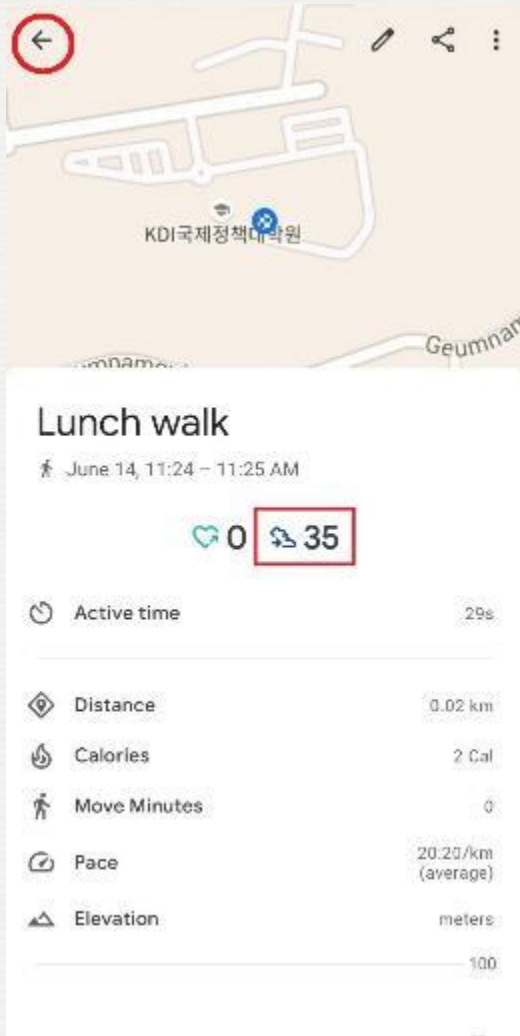 KDI국제정책대학원
Geumnam
Lunch walk
June 14, 11:24 – 11:25 AM
0 35
Active time 29s
Distance 0.02 km
Calories 2 Cal
Move Minutes 0
Pace 20:20/km
(average)
Elevation meters
100